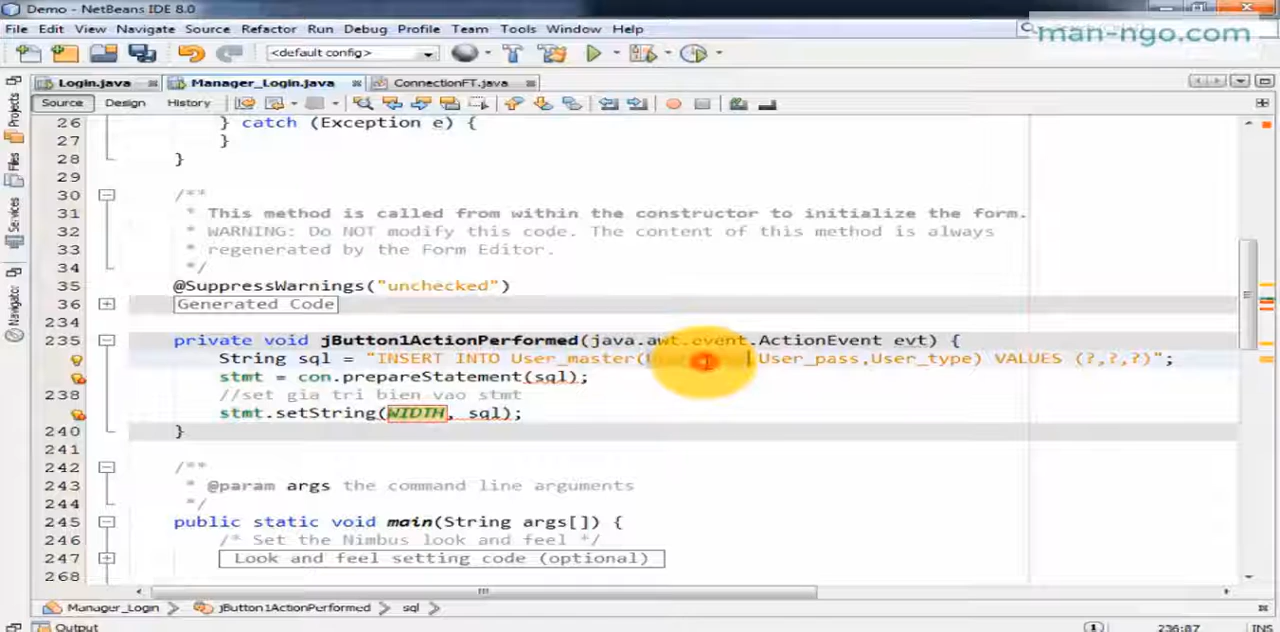 Demo - NetBeans IDE 8.0
File Edit View Navigate Source Refactor Run Debug Profile Team Tools Window Help
man-ngo.com
<default config>
Login.java Manager_Login.java ConnectionFT.java
Source Design History
Projects
Files
Services
Navigator
26 } catch (Exception e) {
27 }
28 }
29
30 /**
31 * This method is called from within the constructor to initialize the form.
32 * WARNING: Do NOT modify this code. The content of this method is always
33 * regenerated by the Form Editor.
34 */
35 @SuppressWarnings("unchecked")
36 Generated Code
234
235 private void jButton1ActionPerformed(java.awt.event.ActionEvent evt) {
String sql = "INSERT INTO User_master( User_pass,User_type) VALUES (?,?,?)";
stmt = con.prepareStatement(sql);
238 //set gia tri bien vao stmt
stmt.setString(WIDTH, sql);
240 }
241
242 /**
243 * @param args the command line arguments
244 */
245 public static void main(String args[]) {
246 /* Set the Nimbus look and feel */
247 Look and feel setting code (optional)
268
Manager_Login jButton1ActionPerformed sql
Output 236:87 INS